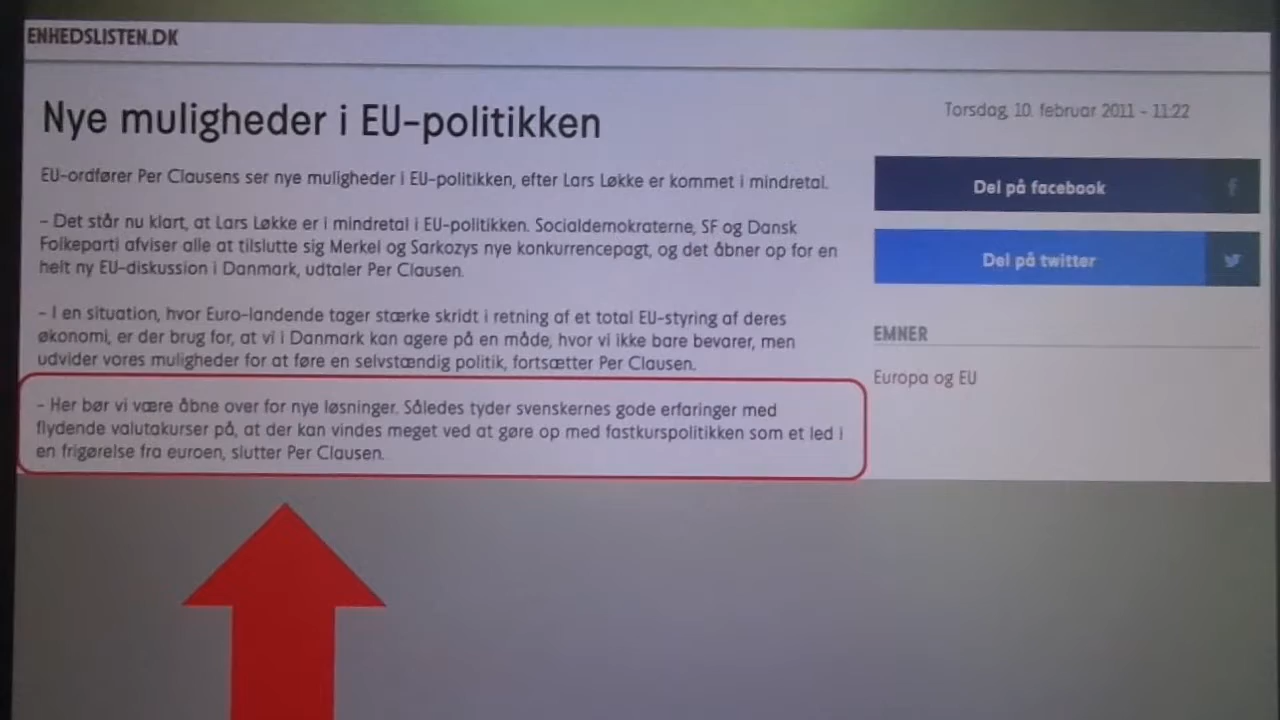 ENHEDSLISTEN.DK
Nye muligheder i EU-politikken
Torsdag, 10. februar 2011 - 11:22
EU-ordfører Per Clausens ser nye muligheder i EU-politikken, efter Lars Løkke er kommet i mindretal.
- Det står nu klart, at Lars Løkke er i mindretal i EU-politikken. Socialdemokraterne, SF og Dansk
Folkeparti afviser alle at tilslutte sig Merkel og Sarkozys nye konkurrencepagt, og det åbner op for en
helt ny EU-diskussion i Danmark, udtaler Per Clausen.
- I en situation, hvor Euro-landende tager stærke skridt i retning af et total EU-styring af deres
økonomi, er der brug for, at vi i Danmark kan agere på en måde, hvor vi ikke bare bevarer, men
udvider vores muligheder for at føre en selvstændig politik, fortsætter Per Clausen.
- Her bør vi være åbne over for nye løsninger. Således tyder svenskernes gode erfaringer med
flydende valutakurser på, at der kan vindes meget ved at gøre op med fastkurspolitikken som et led i
en frigørelse fra euroen, slutter Per Clausen.
Del på facebook
Del på twitter
EMNER
Europa og EU